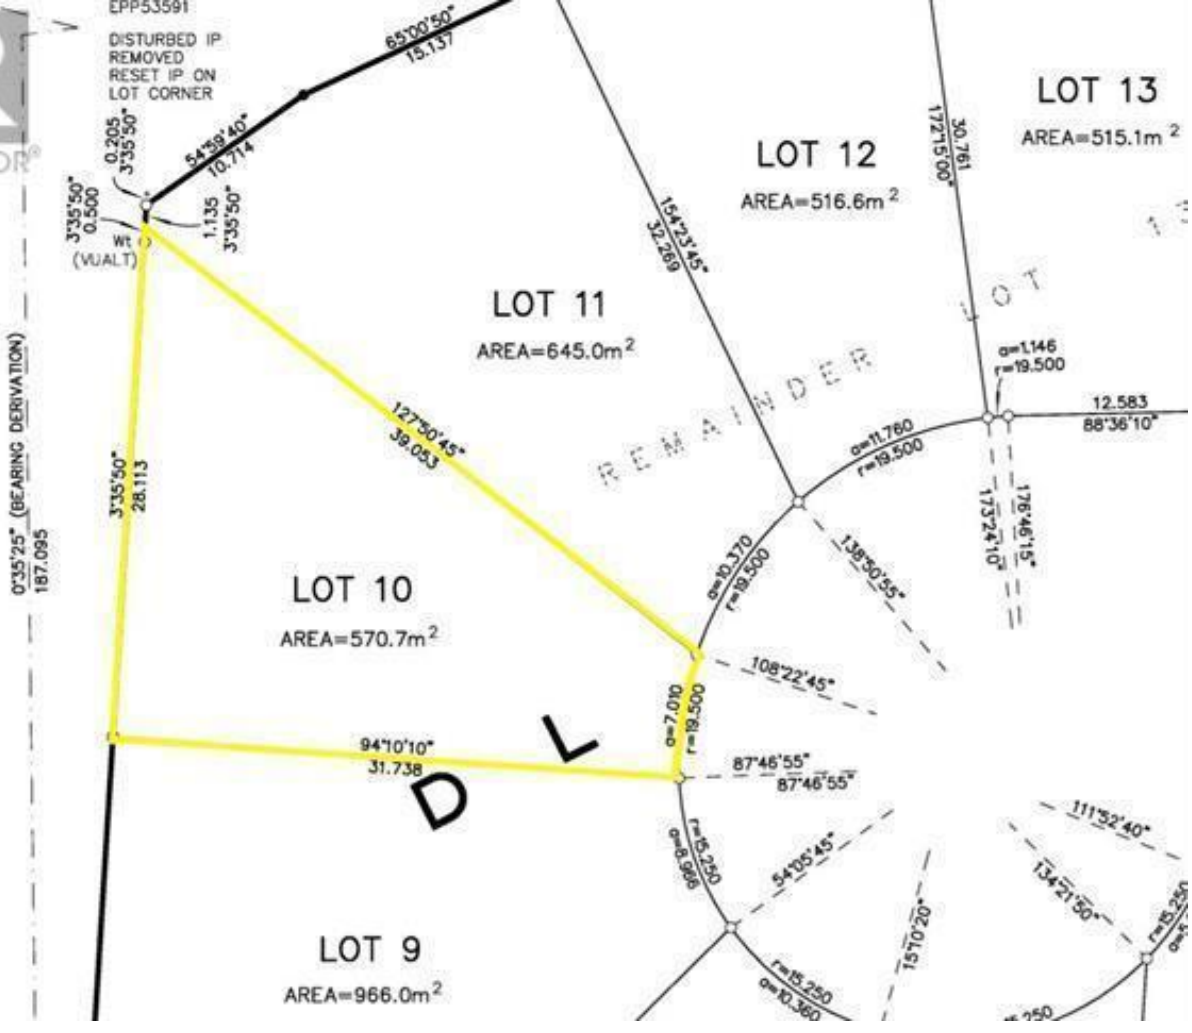 EPP53591
DISTURBED IP
REMOVED
RESET IP ON
LOT CORNER
65°00'50"
15.137
54°59'40"
10.714
0.205
3°35'50"
3°35'50"
0.500
1.135
3°35'50"
Wt
(VUALT)
LOT 13
AREA=515.1m2
LOT 12
AREA=516.6m2
30.761
172°15'00"
154°23'45"
32.269
LOT 11
AREA=645.0m2
REMAINDER
LOT
a=1.146
r=19.500
12.583
88°36'10"
a=11.760
r=19.500
127°50'45"
39.053
3°35'50"
28.113
0°35'25" (BEARING DERIVATION)
187.095
173°24'10"
176°46'15"
138°50'55"
a=10.370
r=19.500
LOT 10
AREA=570.7m2
108°22'45"
a=7.010
r=19.500
94°10'10"
31.738
D L
87°46'55"
87°46'55"
r=15.250
a=8.966
54°05'45"
111°52'40"
134°21'50"
15°10'20"
r=15.250
LOT 9
AREA=966.0m2
r=15.250
a=10.360